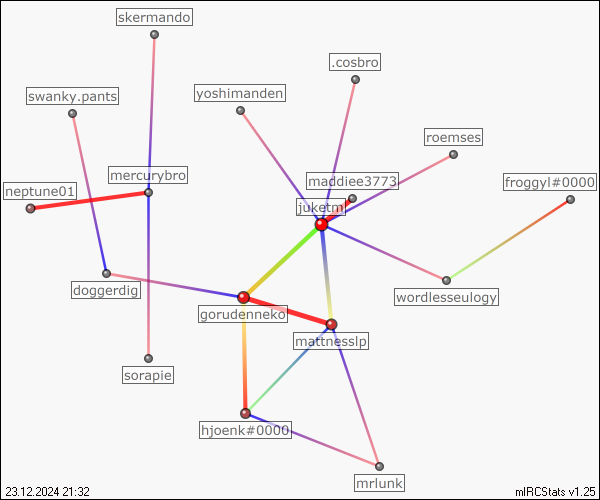 skermando
.cosbro
swanky.pants
yoshimanden
roemses
mercurybro
maddiee3773
froggyl#0000
neptune01
juketm
doggerdig
wordlesseulogy
gorudenneko
mattnesslp
sorapie
hjoenk#0000
mrlunk
23.12.2024 21:32
mIRCStats v1.25